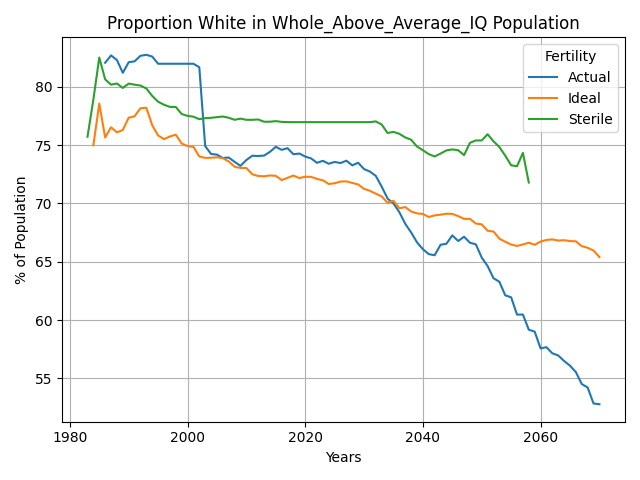 Proportion White in Whole_Above_Average_IQ Population
Fertility
Actual
Ideal
Sterile
% of Population
80
75
70
65
60
55
1980
2000
2020
2040
2060
Years